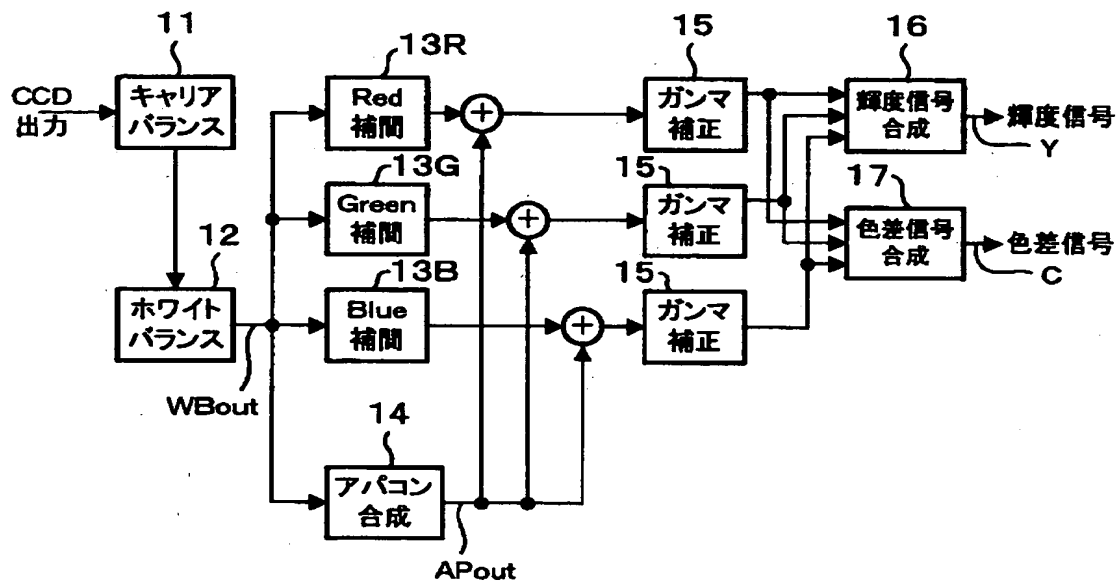 11
CCD
出力
キャリア
バランス
12
ホワイト
バランス
WBout
13R
Red
補間
13G
Green
補間
13B
Blue
補間
14
アパコン
合成
APout
15
ガンマ
補正
15
ガンマ
補正
15
ガンマ
補正
16
輝度信号
合成
輝度信号
Y
17
色差信号
合成
色差信号
C